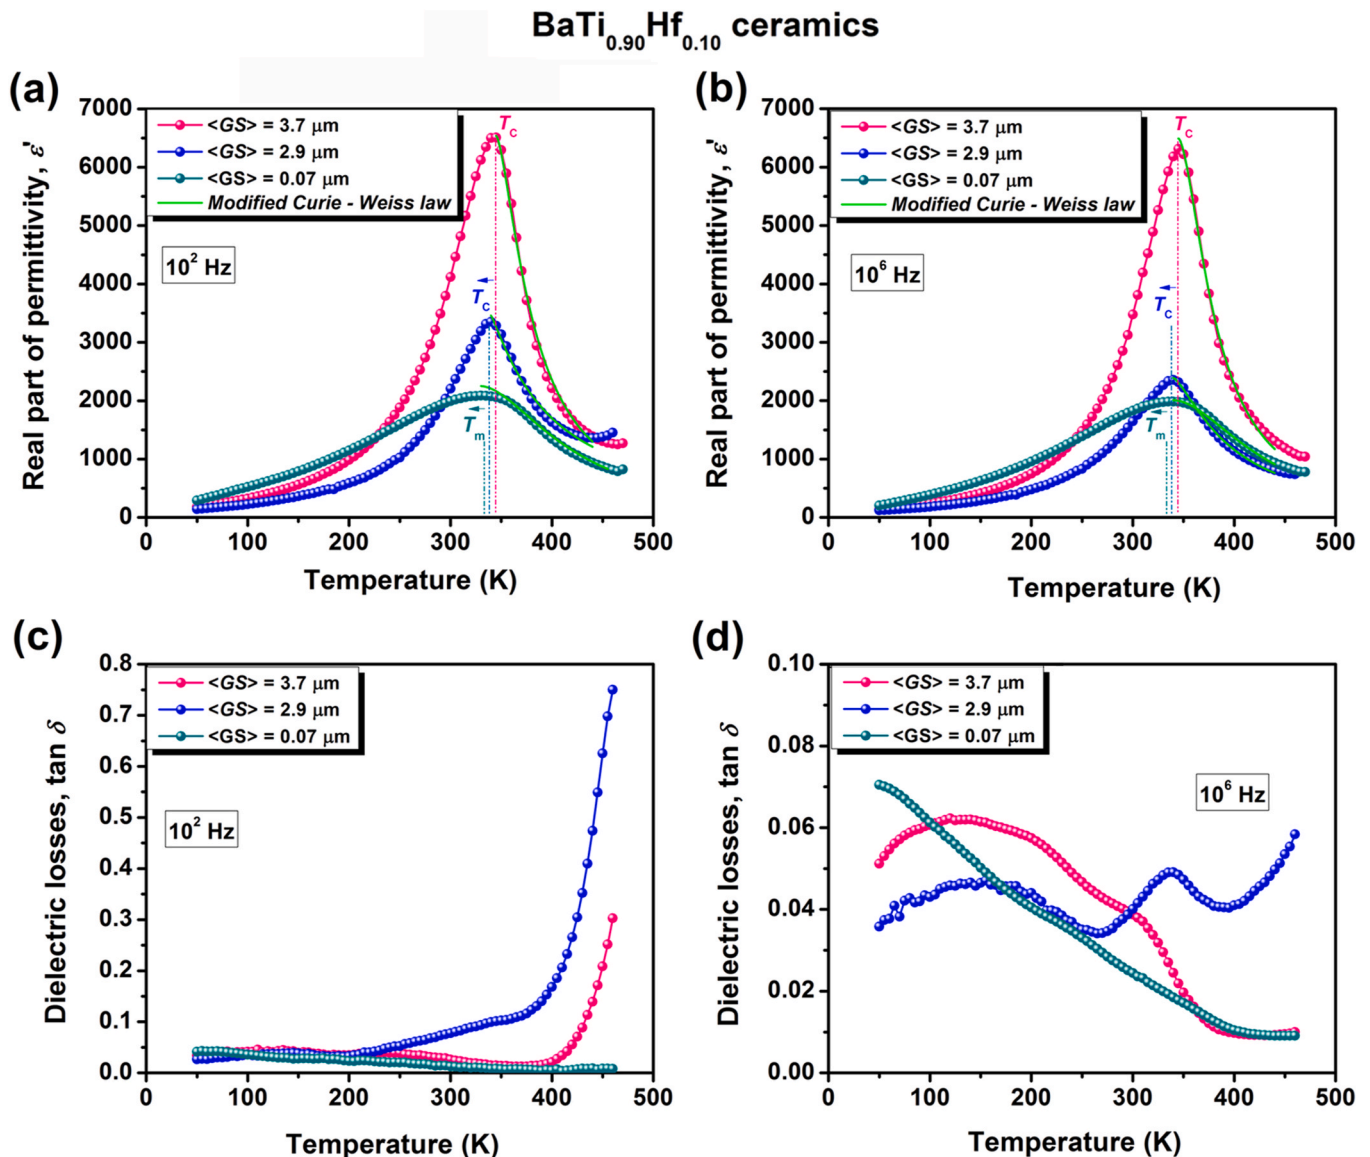 BaTi0.90Hf0.10 ceramics
(a)
Real part of permittivity, ε'
7000
6000
5000
4000
3000
2000
1000
0
<GS> = 3.7 μm
<GS> = 2.9 μm
<GS> = 0.07 μm
Modified Curie - Weiss law
10² Hz
TC
TC
Tm
0 100 200 300 400 500
Temperature (K)
(b)
Real part of permittivity, ε'
7000
6000
5000
4000
3000
2000
1000
0
<GS> = 3.7 μm
<GS> = 2.9 μm
<GS> = 0.07 μm
Modified Curie - Weiss law
10⁶ Hz
TC
TC
Tm
0 100 200 300 400 500
Temperature (K)
(c)
Dielectric losses, tan δ
0.8
0.7
0.6
0.5
0.4
0.3
0.2
0.1
0.0
<GS> = 3.7 μm
<GS> = 2.9 μm
<GS> = 0.07 μm
10² Hz
0 100 200 300 400 500
Temperature (K)
(d)
Dielectric losses, tan δ
0.10
0.08
0.06
0.04
0.02
0.00
<GS> = 3.7 μm
<GS> = 2.9 μm
<GS> = 0.07 μm
10⁶ Hz
0 100 200 300 400 500
Temperature (K)